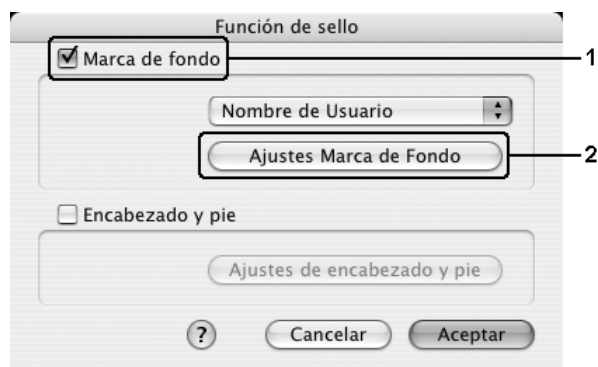 Función de sello
Marca de fondo
1
Nombre de Usuario
Ajustes Marca de Fondo
2
Encabezado y pie
Ajustes de encabezado y pie
? Cancelar Aceptar